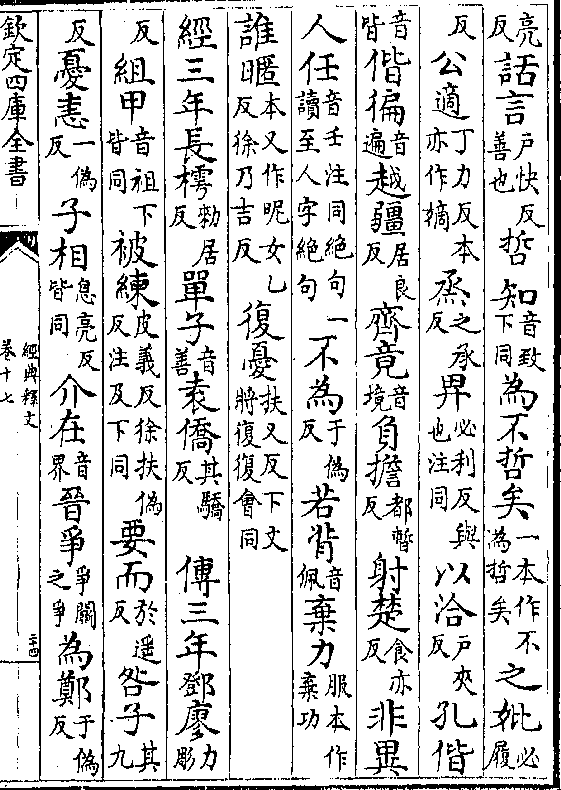 亮反話言戶快反善也哲知音致下同為不哲矣一本作不為哲矣之妣必履
反公適丁力反本亦作嫡烝之承反畀必利反與也注同以洽戶夾反孔偕
音皆偕徧音遍越疆居良反齊竟音境負擔都暫反射楚食亦反非異
人任音壬注同絶句一讀至人字絶句不為于偽反若背音佩棄力服本作棄功
誰暱本又作昵女乙反徐乃吉反復憂扶又反下文將復復會同
經三年長樗勑居反單子音善袁僑其驕反傳三年鄧廖力彫
反組甲音祖下皆同被練皮義反徐扶偽反注及下同要而於遥反咎子其九
反憂恚一偽反子相息亮反皆同介在音界晉爭爭鬭之爭為鄭于偽反
欽定四庫全書
經典釋文
卷十七
二四